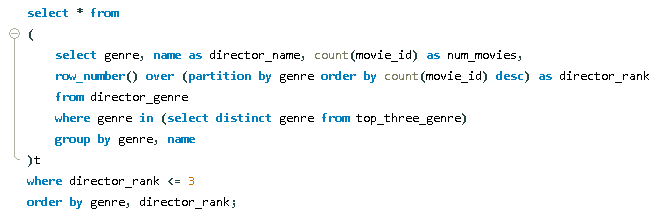 select * from
(
select genre, name as director_name, count(movie_id) as num_movies,
row_number() over (partition by genre order by count(movie_id) desc) as director_rank
from director_genre
where genre in (select distinct genre from top_three_genre)
group by genre, name
)t
where director_rank <= 3
order by genre, director_rank;